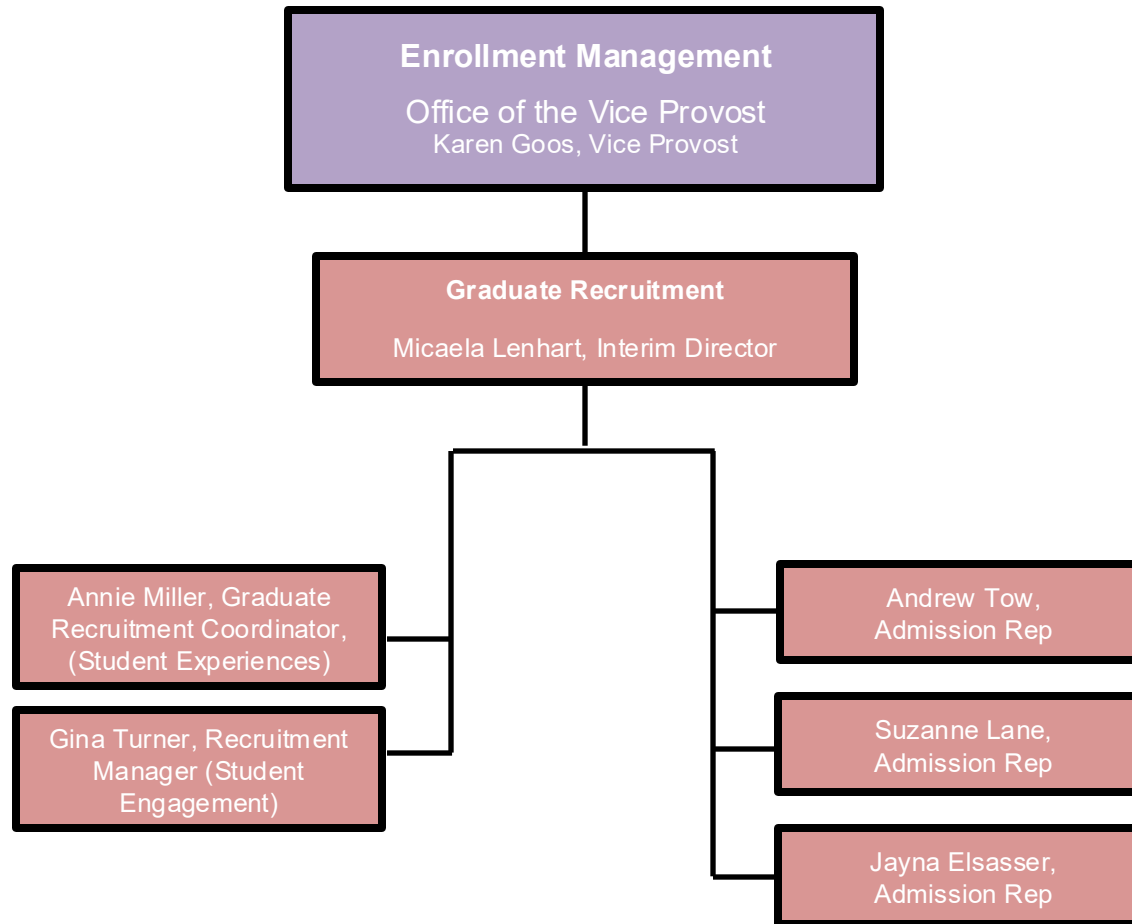 Enrollment Management
Office of the Vice Provost
Karen Goos, Vice Provost
Graduate Recruitment
Micaela Lenhart, Interim Director
Annie Miller, Graduate
Recruitment Coordinator,
(Student Experiences)
Gina Turner, Recruitment
Manager (Student
Engagement)
Andrew Tow,
Admission Rep
Suzanne Lane,
Admission Rep
Jayna Elsasser,
Admission Rep